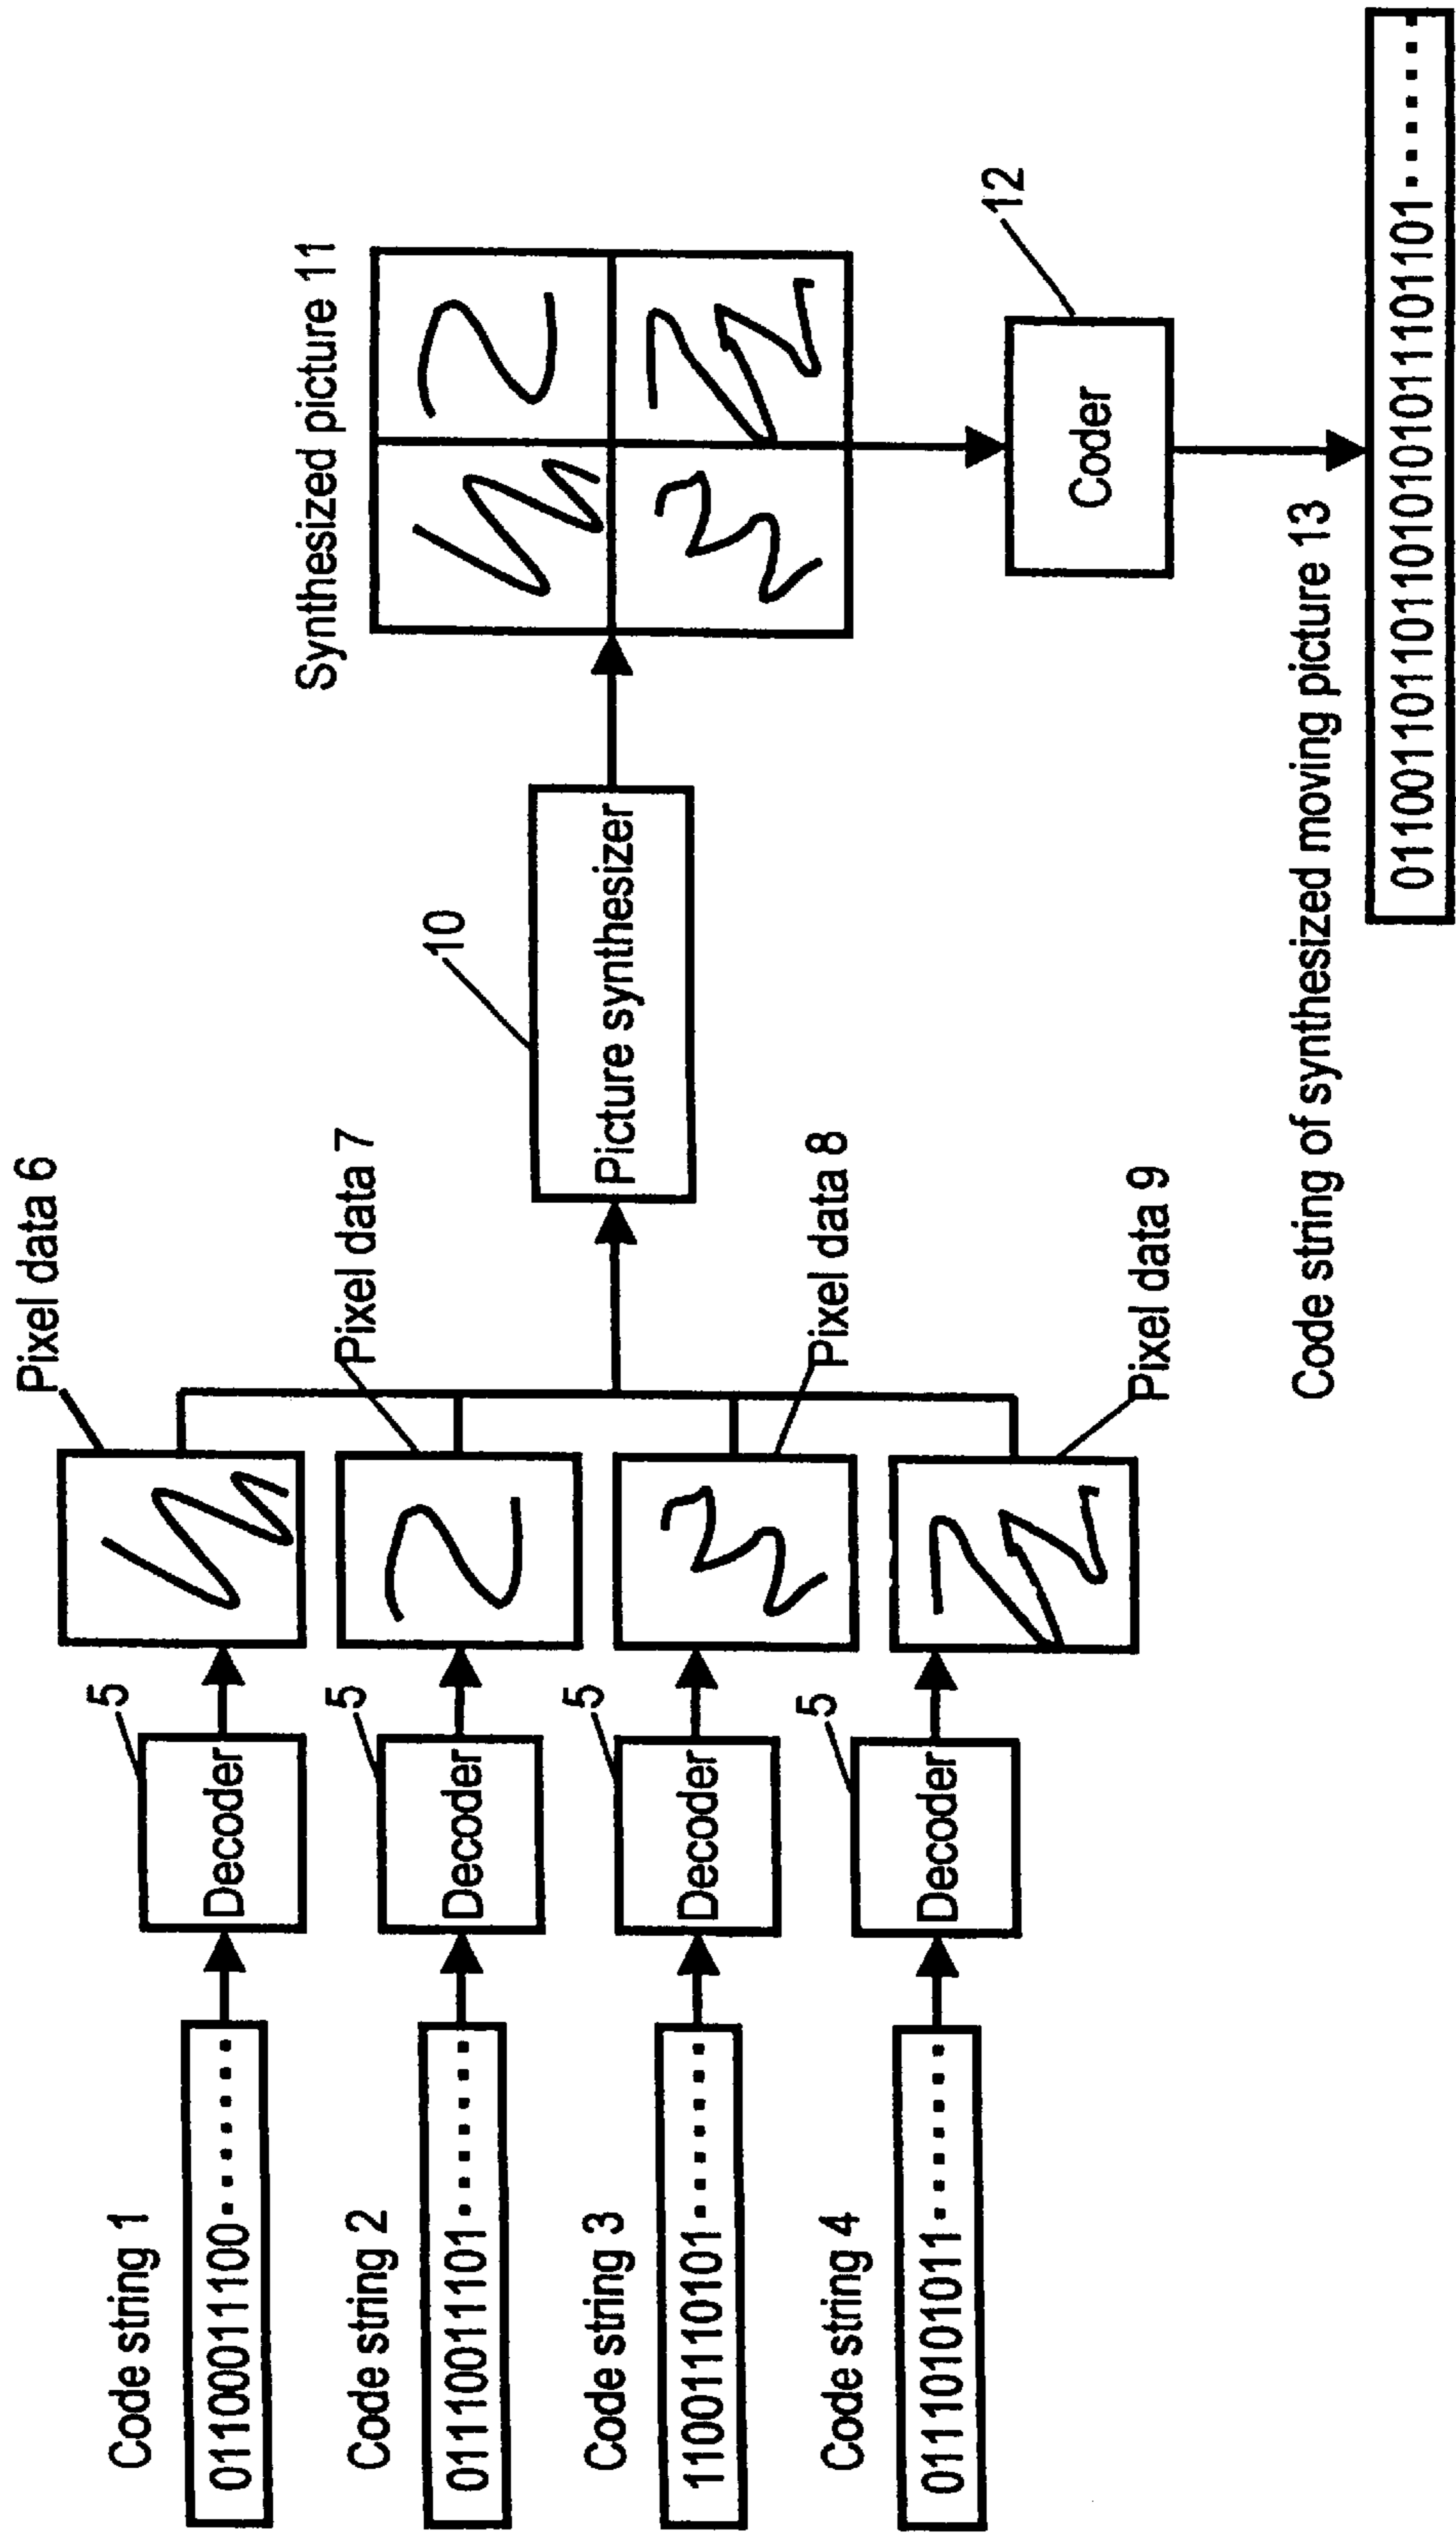 Code string 1
01100011100·······
5
Decoder
Pixel data 6
Code string 2
01110011101······
5
Decoder
Pixel data 7
Code string 3
11001110101······
5
Decoder
Pixel data 8
Code string 4
01110101011······
5
Decoder
Pixel data 9
10
Picture synthesizer
Synthesized picture 11
12
Coder
Code string of synthesized moving picture 13
0110011011011010101011101101·······